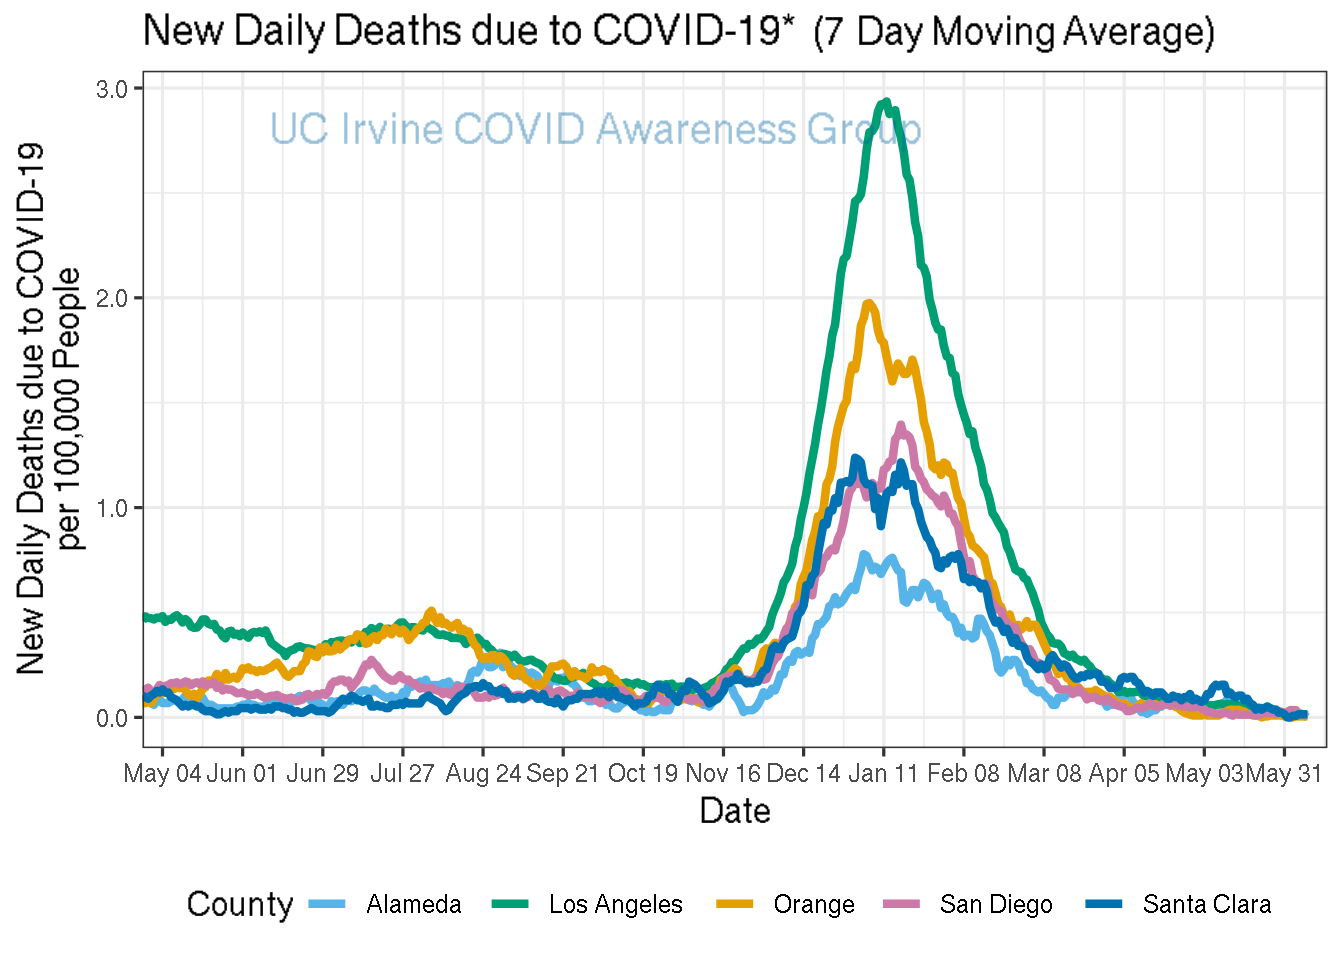 New Daily Deaths due to COVID-19* (7 Day Moving Average)
UC Irvine COVID Awareness Group
New Daily Deaths due to COVID-19
per 100,000 People
3.0
2.0
1.0
0.0
May 04 Jun 01 Jun 29 Jul 27 Aug 24 Sep 21 Oct 19 Nov 16 Dec 14 Jan 11 Feb 08 Mar 08 Apr 05 May 03 May 31
Date
County Alameda Los Angeles Orange San Diego Santa Clara